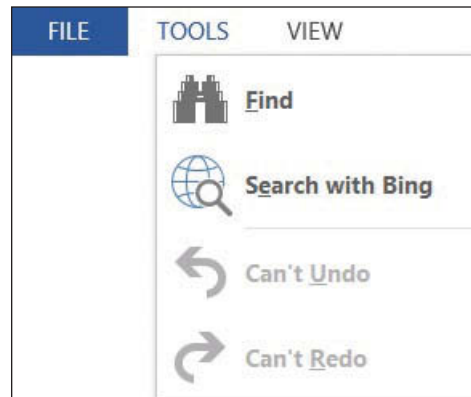 FILE TOOLS VIEW
Find
Search with Bing
Can't Undo
Can't Redo